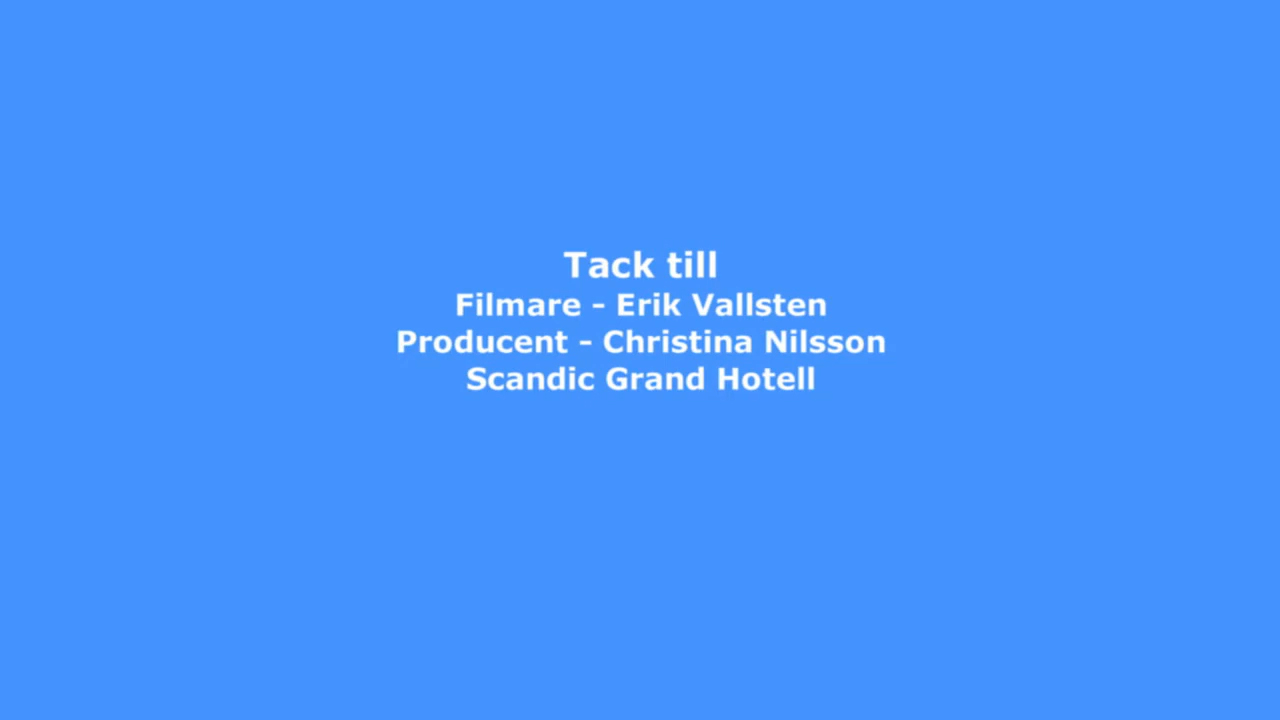 Tack till
Filmare - Erik Vallsten
Producent - Christina Nilsson
Scandic Grand Hotell